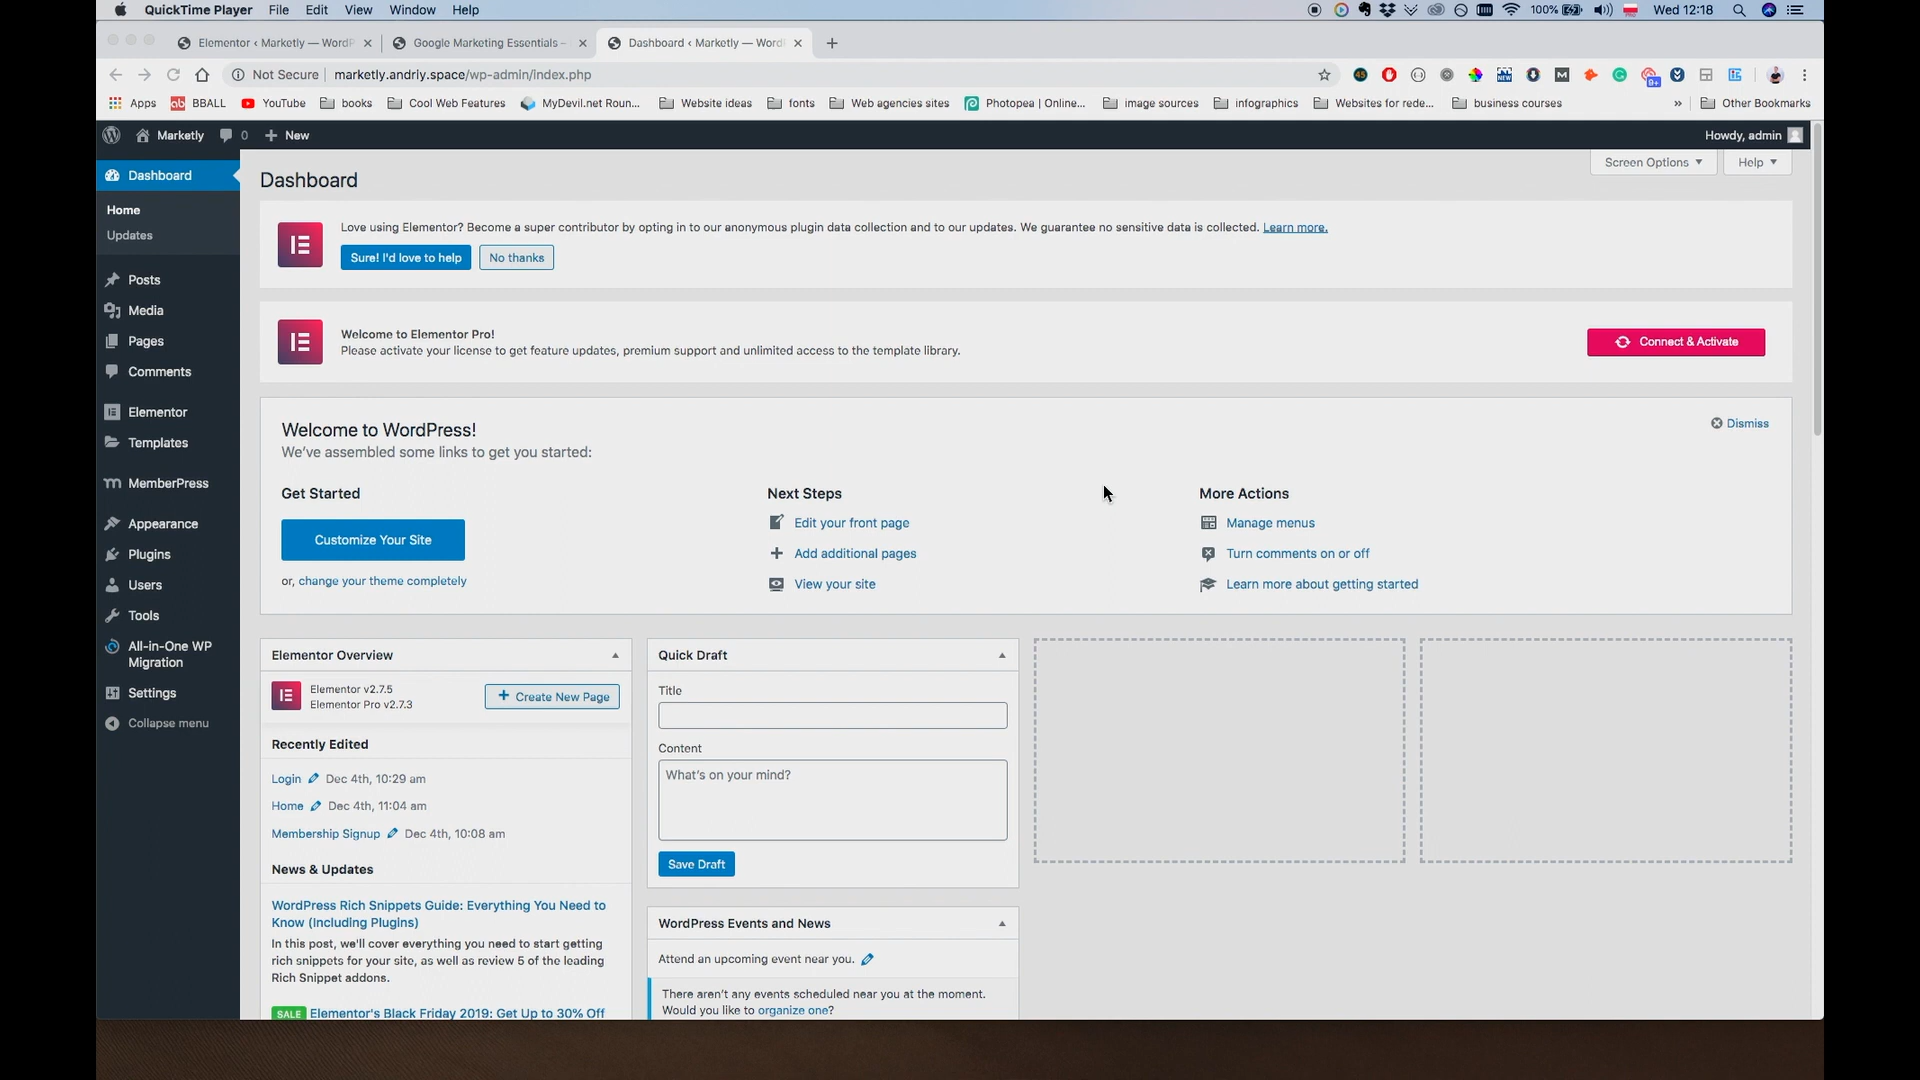 QuickTime Player File Edit View Window Help
100% Wed 12:18
Elementor ‹ Marketly — WordP
Google Marketing Essentials –
Dashboard ‹ Marketly — Word
Not Secure marketly.andriy.space/wp-admin/index.php
Apps BBALL YouTube books Cool Web Features MyDevil.net Roun... Website ideas fonts Web agencies sites Photopea | Online... image sources infographics Websites for rede... business courses » Other Bookmarks
Marketly 0 New
Howdy, admin
Dashboard
Home
Updates
Posts
Media
Pages
Comments
Elementor
Templates
MemberPress
Appearance
Plugins
Users
Tools
All-in-One WP
Migration
Settings
Collapse menu
Screen Options Help
Dashboard
Love using Elementor? Become a super contributor by opting in to our anonymous plugin data collection and to our updates. We guarantee no sensitive data is collected. Learn more.
Sure! I'd love to help No thanks
Welcome to Elementor Pro!
Please activate your license to get feature updates, premium support and unlimited access to the template library.
Connect & Activate
Welcome to WordPress!
We've assembled some links to get you started:
Dismiss
Get Started
Customize Your Site
or, change your theme completely
Next Steps
Edit your front page
Add additional pages
View your site
More Actions
Manage menus
Turn comments on or off
Learn more about getting started
Elementor Overview
Elementor v2.7.5
Elementor Pro v2.7.3
Create New Page
Recently Edited
Login Dec 4th, 10:29 am
Home Dec 4th, 11:04 am
Membership Signup Dec 4th, 10:08 am
News & Updates
WordPress Rich Snippets Guide: Everything You Need to
Know (Including Plugins)
In this post, we'll cover everything you need to start getting
rich snippets for your site, as well as review 5 of the leading
Rich Snippet addons.
SALE Elementor's Black Friday 2019: Get Up to 30% Off
Quick Draft
Title
Content
What's on your mind?
Save Draft
WordPress Events and News
Attend an upcoming event near you.
There aren't any events scheduled near you at the moment.
Would you like to organize one?